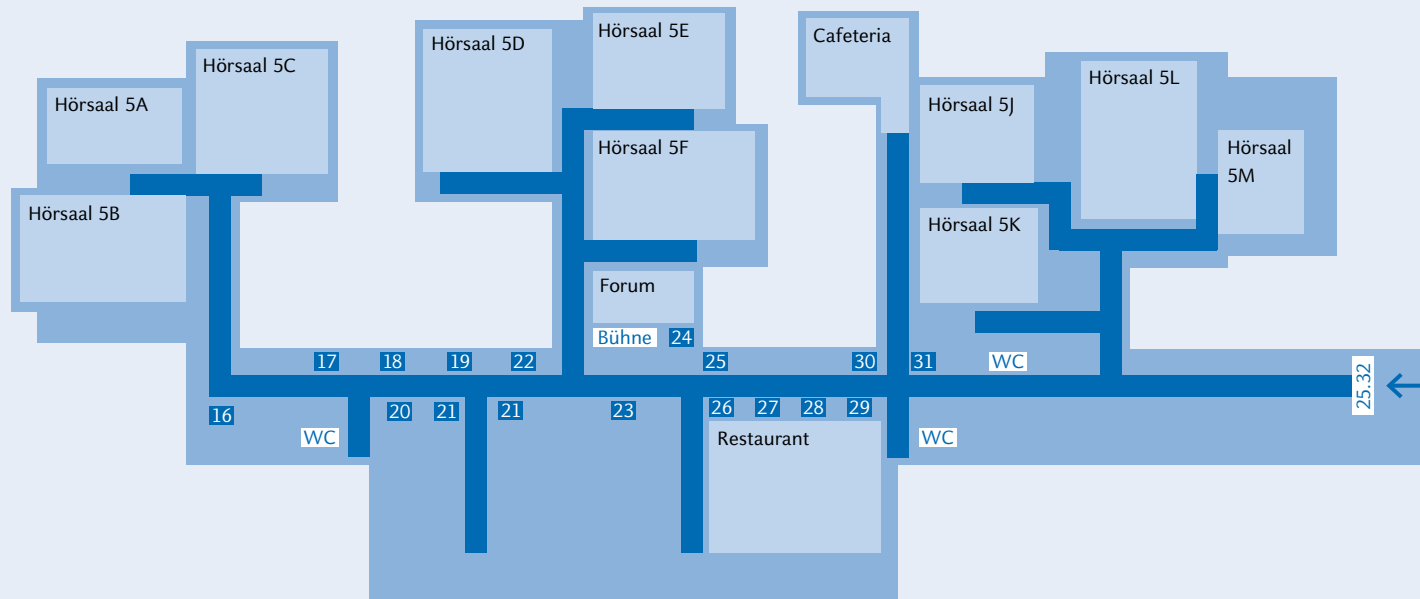 Hörsaal 5A
Hörsaal 5C
Hörsaal 5B
Hörsaal 5D
Hörsaal 5E
Hörsaal 5F
Forum
Bühne
24
Cafeteria
Hörsaal 5J
Hörsaal 5K
Hörsaal 5L
Hörsaal
5M
17
18
19
22
25
30
31
WC
25.32
16
WC
20
21
21
23
26
27
28
29
Restaurant
WC